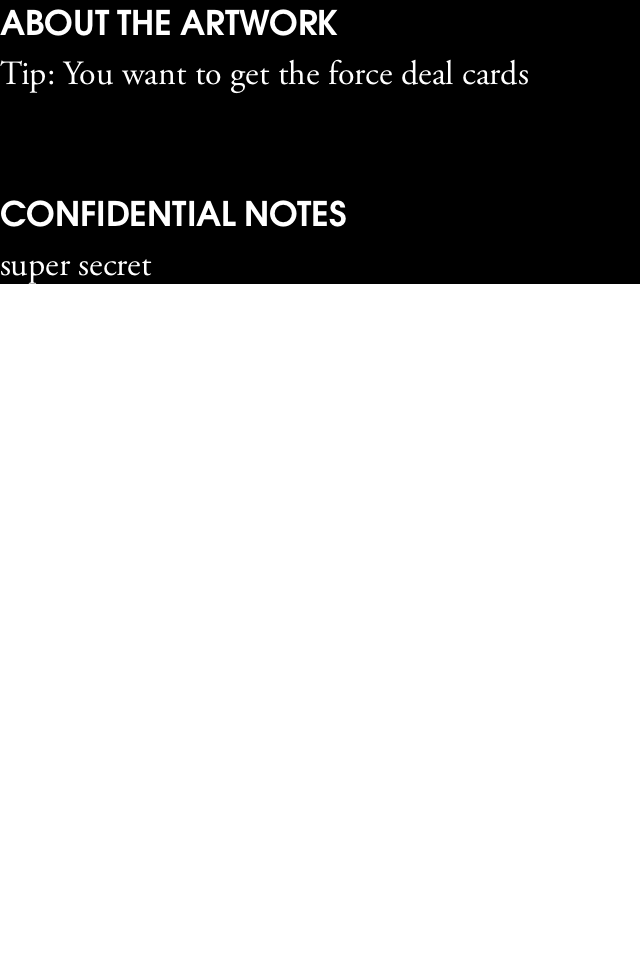 ABOUT THE ARTWORK
Tip: You want to get the force deal cards
CONFIDENTIAL NOTES
super secret